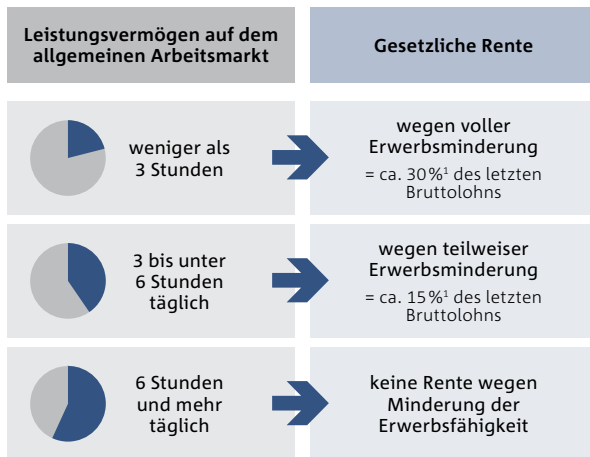 Leistungsvermögen auf dem
allgemeinen Arbeitsmarkt
Gesetzliche Rente
weniger als
3 Stunden
wegen voller
Erwerbsminderung
= ca. 30 %¹ des letzten
Bruttolohns
3 bis unter
6 Stunden
täglich
wegen teilweiser
Erwerbsminderung
= ca. 15 %¹ des letzten
Bruttolohns
6 Stunden
und mehr
täglich
keine Rente wegen
Minderung der
Erwerbsfähigkeit